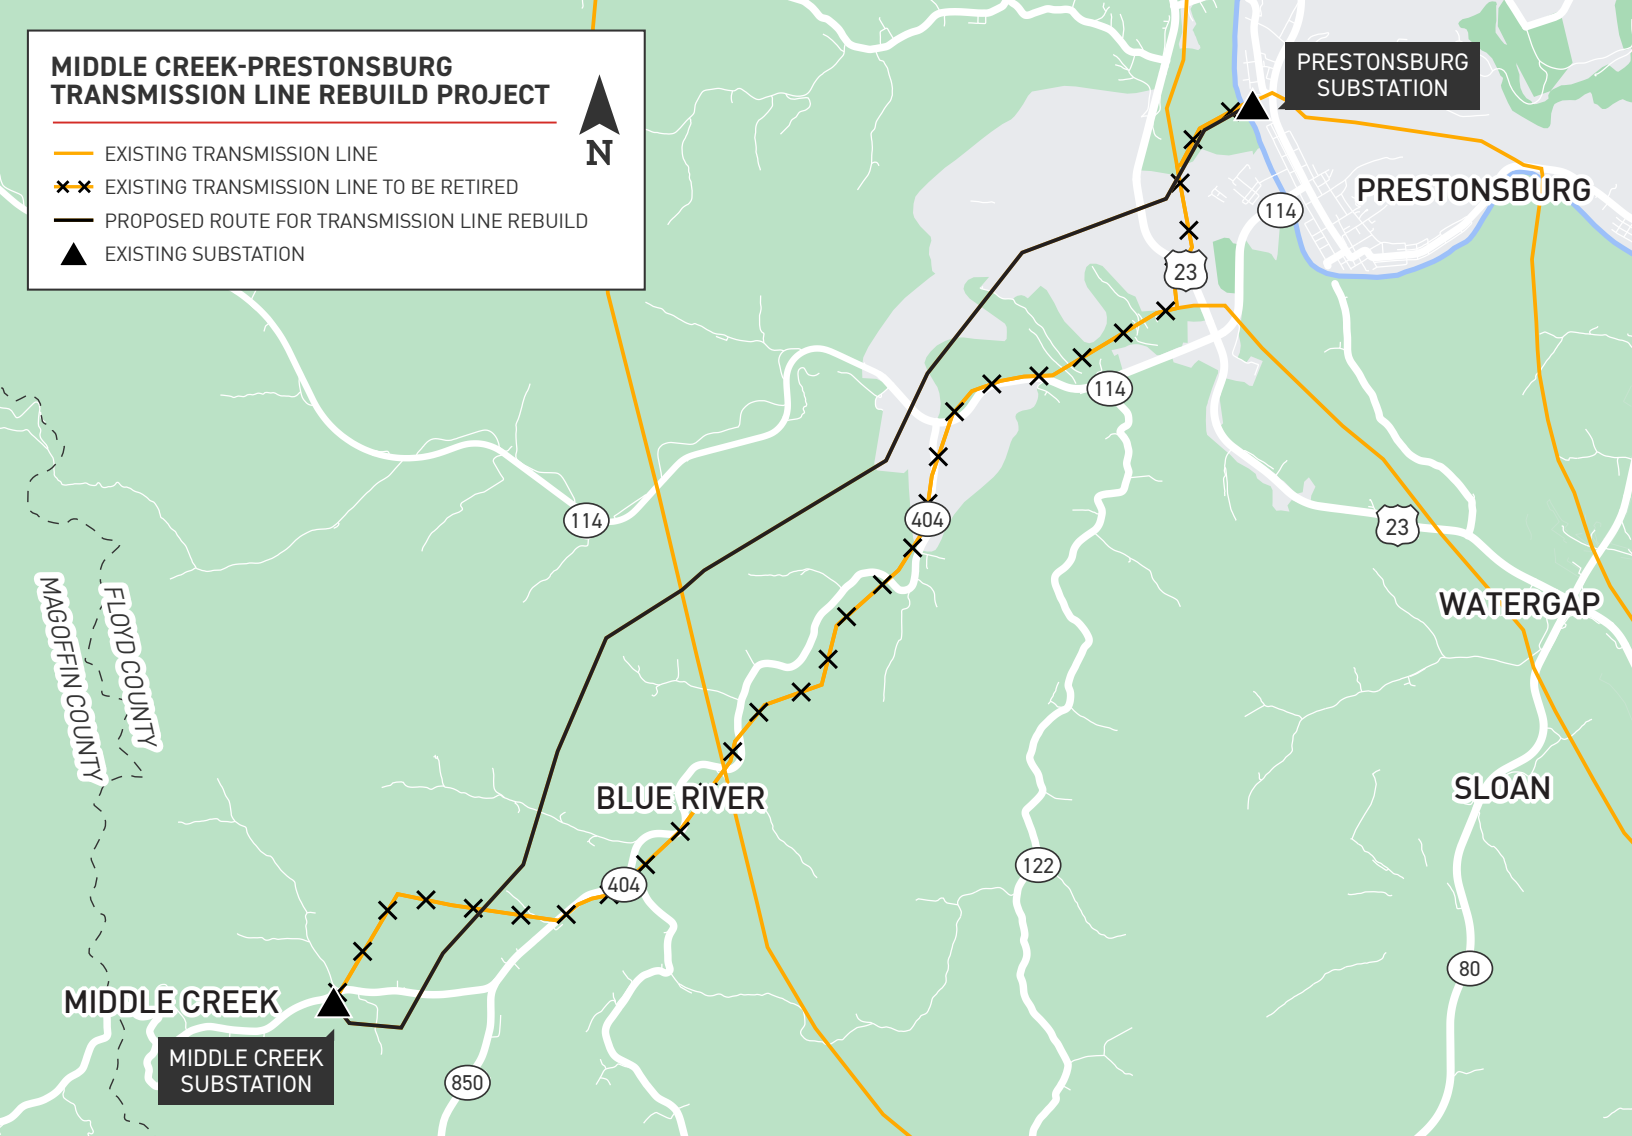 MIDDLE CREEK-PRESTONSBURG
TRANSMISSION LINE REBUILD PROJECT
N
EXISTING TRANSMISSION LINE
EXISTING TRANSMISSION LINE TO BE RETIRED
PROPOSED ROUTE FOR TRANSMISSION LINE REBUILD
EXISTING SUBSTATION
PRESTONSBURG
SUBSTATION
PRESTONSBURG
114
23
114
114
404
23
FLOYD COUNTY
MAGOFFIN COUNTY
WATERGAP
BLUE RIVER
SLOAN
122
404
80
MIDDLE CREEK
MIDDLE CREEK
SUBSTATION
850